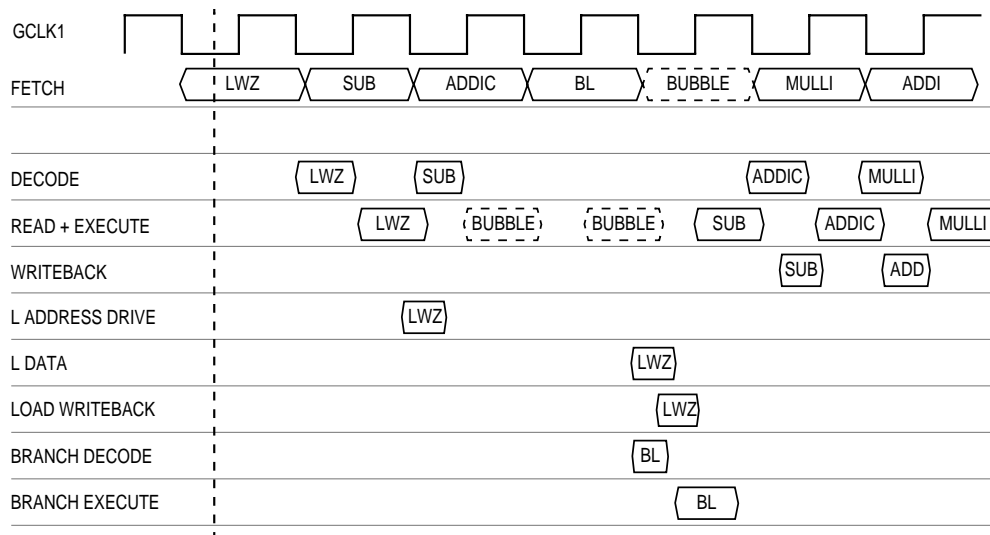 GCLK1
FETCH LWZ SUB ADDIC BL BUBBLE MULLI ADDI
DECODE LWZ SUB ADDIC MULLI
READ + EXECUTE LWZ BUBBLE BUBBLE SUB ADDIC MULLI
WRITEBACK SUB ADD
L ADDRESS DRIVE LWZ
L DATA LWZ
LOAD WRITEBACK LWZ
BRANCH DECODE BL
BRANCH EXECUTE BL